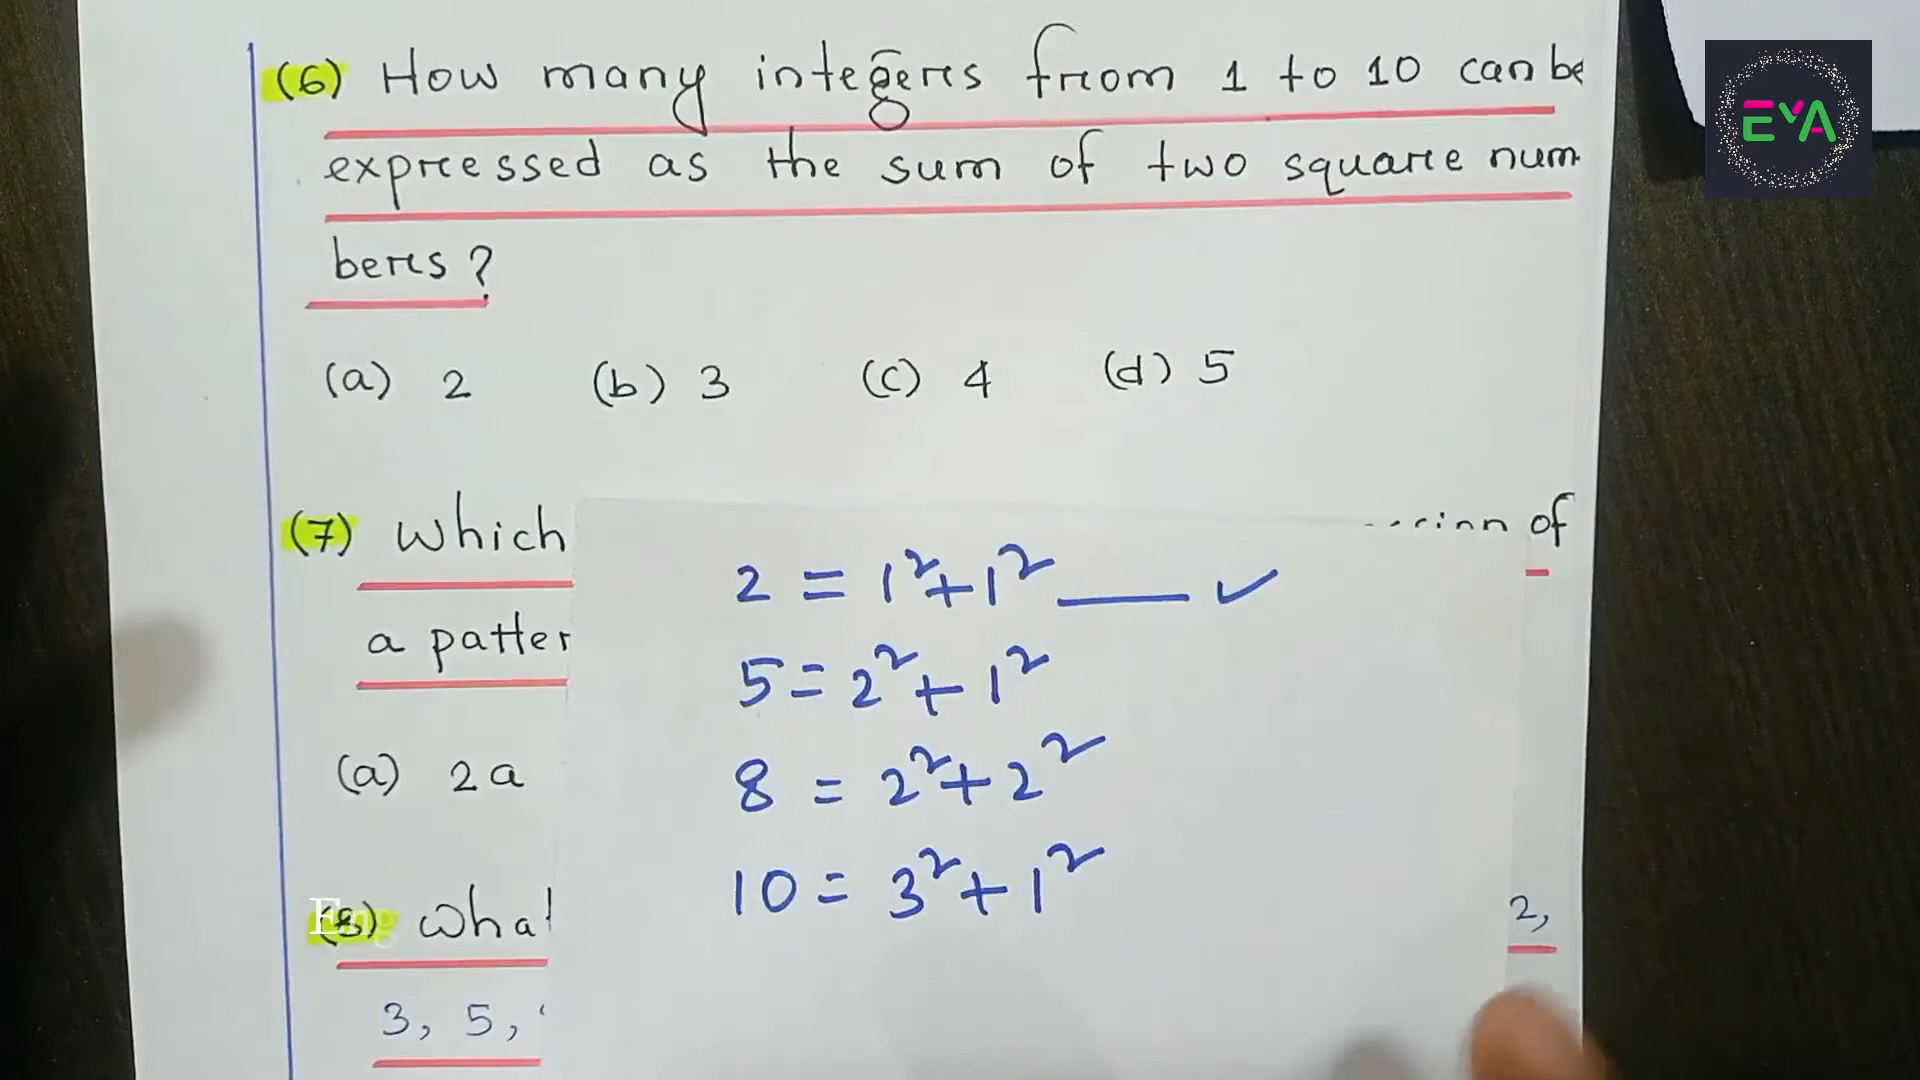 (6) How many integers from 1 to 10 can be
expressed as the sum of two square num
bers?
(a) 2 (b) 3 (c) 4 (d) 5
(7) Which of
a patter
(a) 2a
(8) What 2,
3, 5,
2 = 1²+1² ✓
5 = 2² + 1²
8 = 2²+2²
10 = 3²+1²
EYA